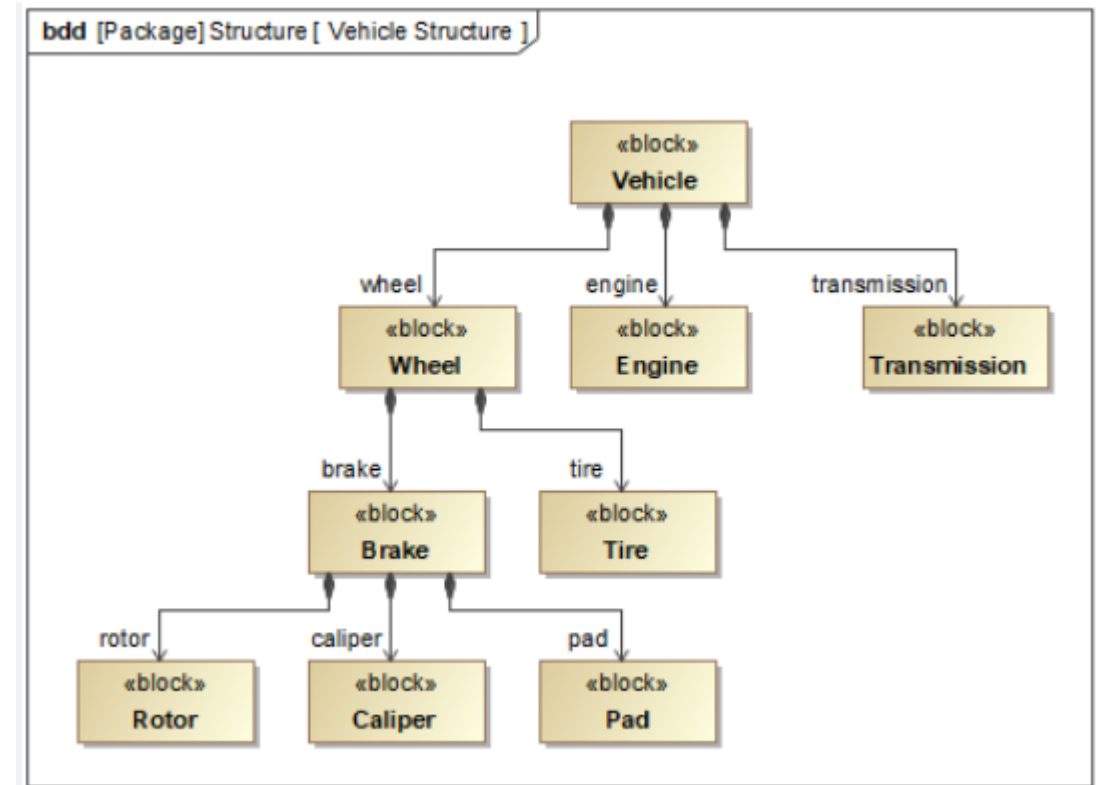 bdd [Package] Structure [ Vehicle Structure ]
«block»
Vehicle
wheel
engine
transmission
«block»
Wheel
«block»
Engine
«block»
Transmission
brake
tire
«block»
Brake
«block»
Tire
rotor
caliper
pad
«block»
Rotor
«block»
Caliper
«block»
Pad